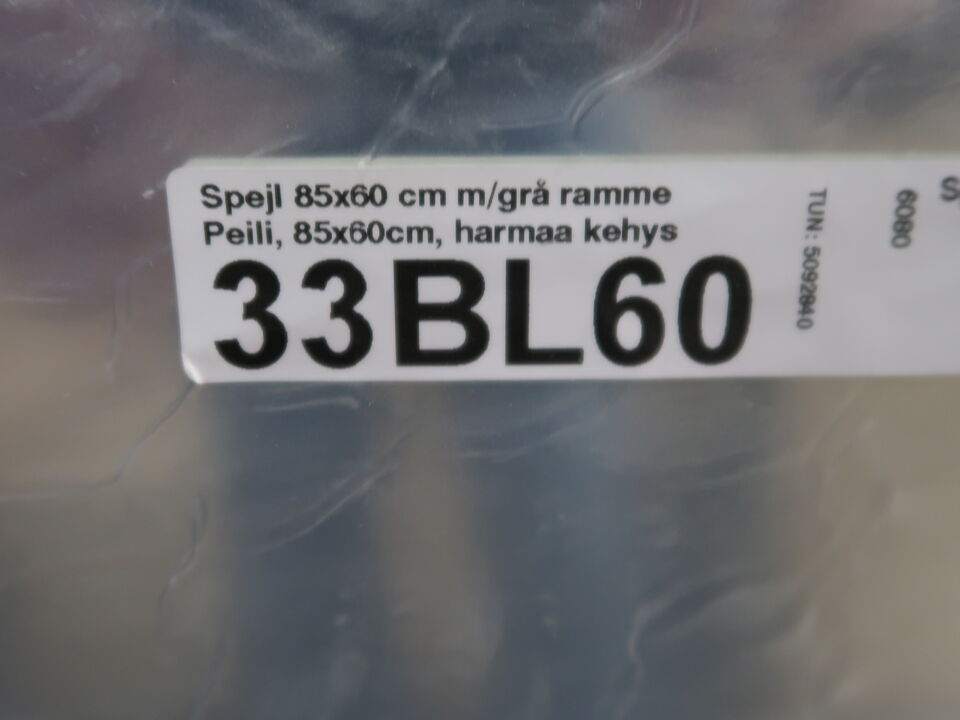 Spejl 85x60 cm m/grå ramme
Peili, 85x60cm, harmaa kehys
33BL60
TUN: 5092840
6080